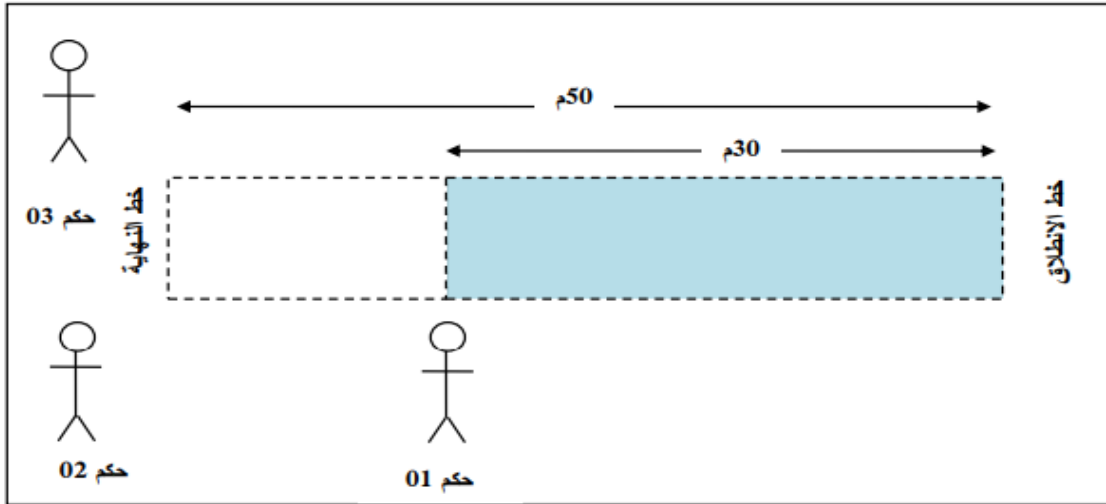 50م
30م
خط الانطلاق
خط النهاية
حكم 03
حكم 01
حكم 02